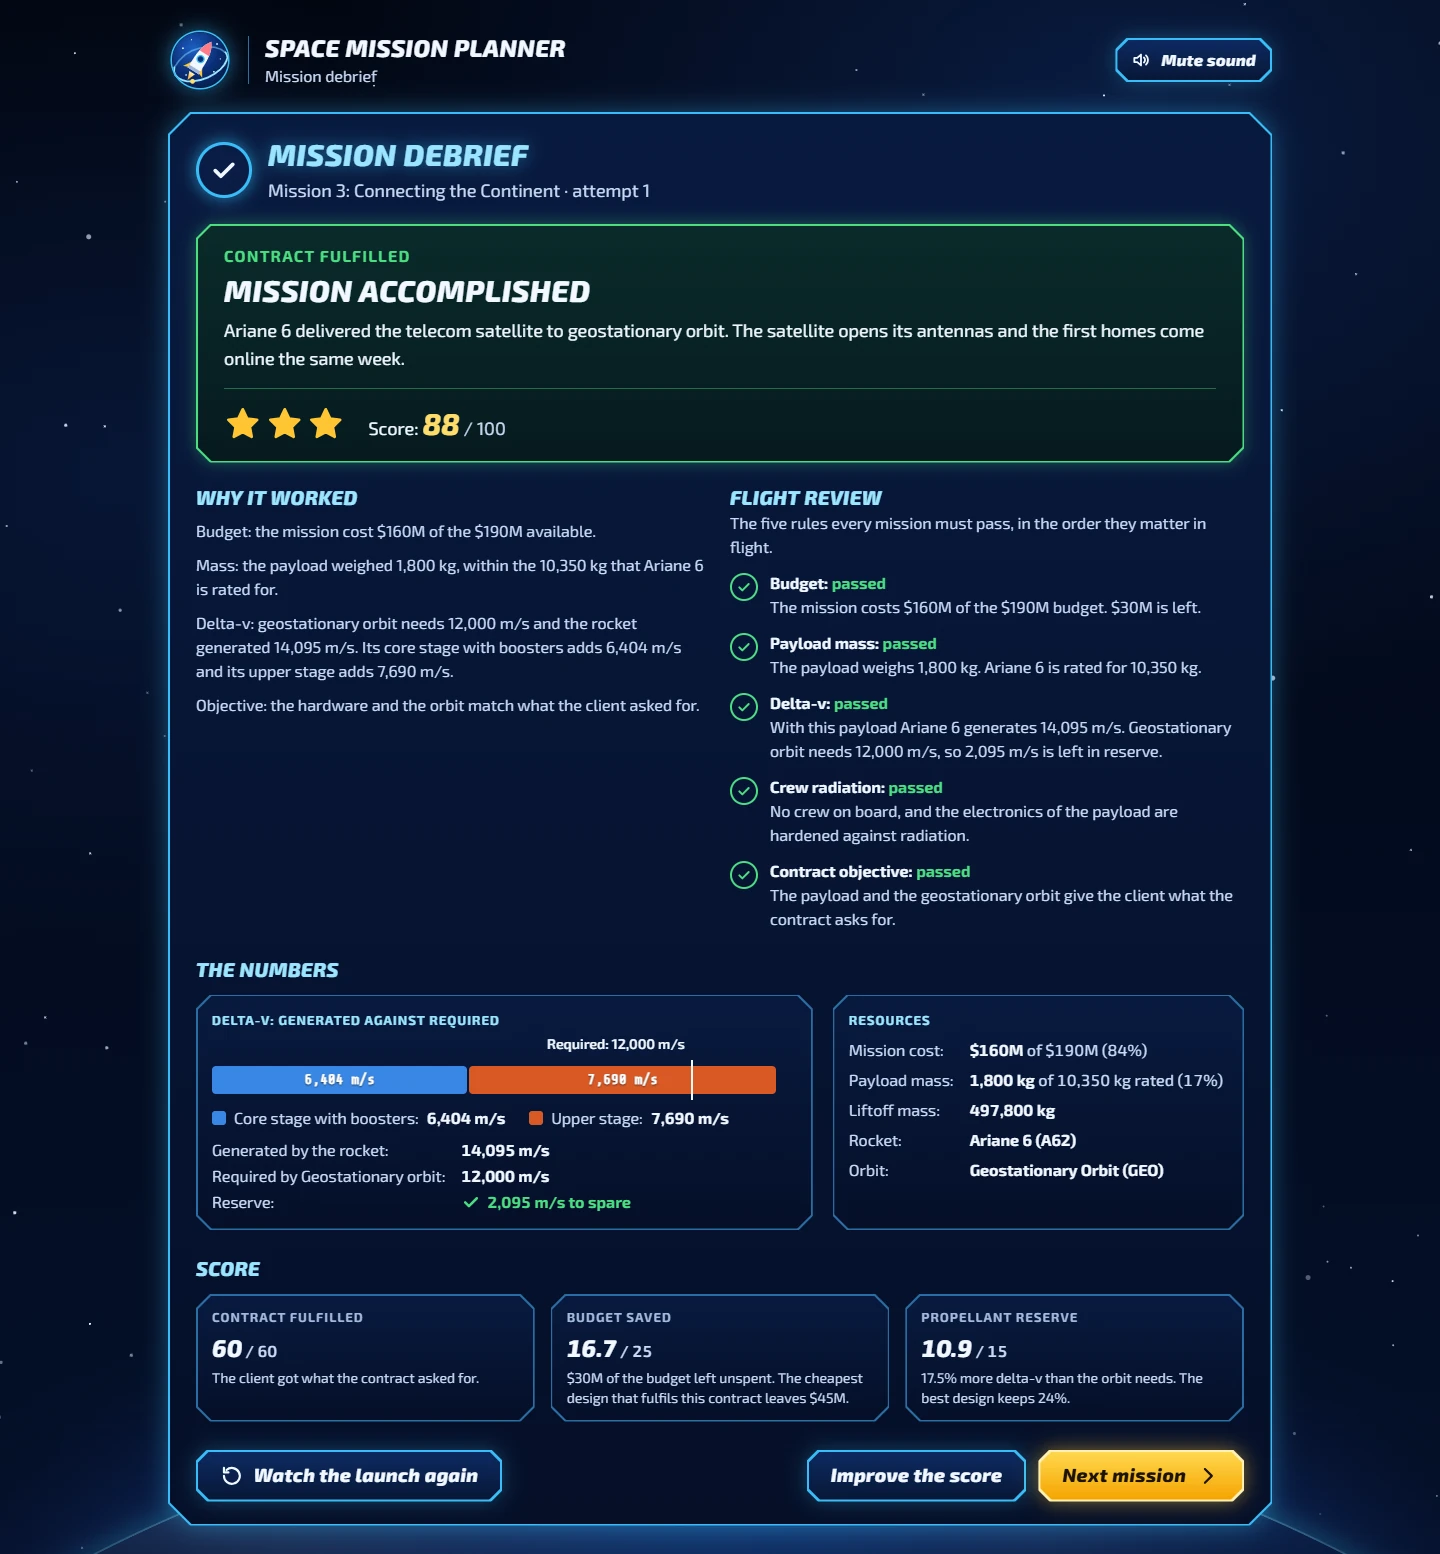 SPACE MISSION PLANNER
Mission debrief
Mute sound
MISSION DEBRIEF
Mission 3: Connecting the Continent · attempt 1
CONTRACT FULFILLED
MISSION ACCOMPLISHED
Ariane 6 delivered the telecom satellite to geostationary orbit. The satellite opens its antennas and the first homes come
online the same week.
Score: 88 / 100
WHY IT WORKED
Budget: the mission cost $160M of the $190M available.
Mass: the payload weighed 1,800 kg, within the 10,350 kg that Ariane 6
is rated for.
Delta-v: geostationary orbit needs 12,000 m/s and the rocket
generated 14,095 m/s. Its core stage with boosters adds 6,404 m/s
and its upper stage adds 7,690 m/s.
Objective: the hardware and the orbit match what the client asked for.
FLIGHT REVIEW
The five rules every mission must pass, in the order they matter in
flight.
Budget: passed
The mission costs $160M of the $190M budget. $30M is left.
Payload mass: passed
The payload weighs 1,800 kg. Ariane 6 is rated for 10,350 kg.
Delta-v: passed
With this payload Ariane 6 generates 14,095 m/s. Geostationary
orbit needs 12,000 m/s, so 2,095 m/s is left in reserve.
Crew radiation: passed
No crew on board, and the electronics of the payload are
hardened against radiation.
Contract objective: passed
The payload and the geostationary orbit give the client what the
contract asks for.
THE NUMBERS
DELTA-V: GENERATED AGAINST REQUIRED
Required: 12,000 m/s
6,404 m/s
7,690 m/s
Core stage with boosters: 6,404 m/s
Upper stage: 7,690 m/s
Generated by the rocket: 14,095 m/s
Required by Geostationary orbit: 12,000 m/s
Reserve: 2,095 m/s to spare
RESOURCES
Mission cost: $160M of $190M (84%)
Payload mass: 1,800 kg of 10,350 kg rated (17%)
Liftoff mass: 497,800 kg
Rocket: Ariane 6 (A62)
Orbit: Geostationary Orbit (GEO)
SCORE
CONTRACT FULFILLED
60 / 60
The client got what the contract asked for.
BUDGET SAVED
16.7 / 25
$30M of the budget left unspent. The cheapest
design that fulfils this contract leaves $45M.
PROPELLANT RESERVE
10.9 / 15
17.5% more delta-v than the orbit needs. The
best design keeps 24%.
Watch the launch again
Improve the score
Next mission